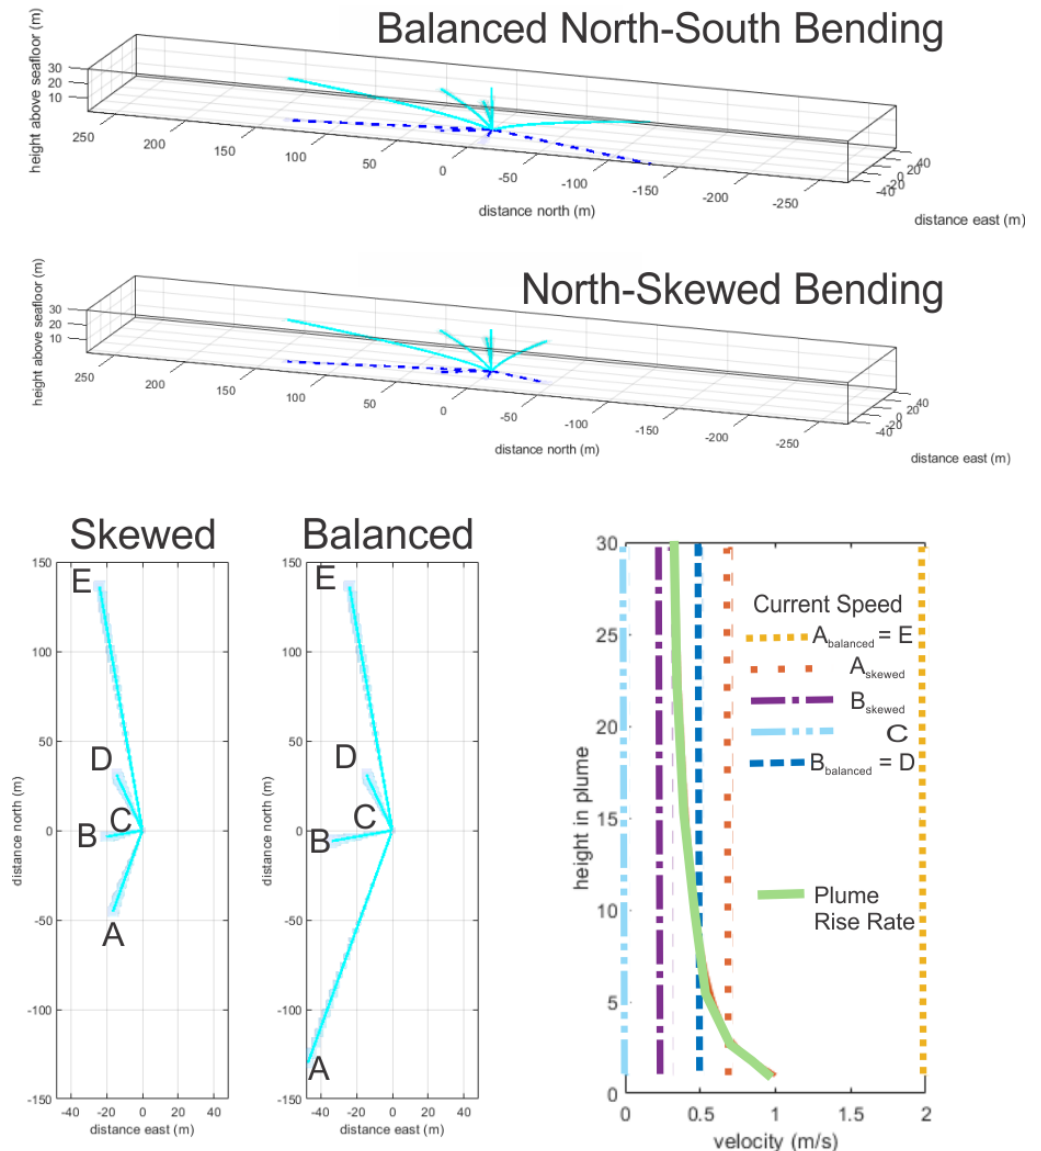 Balanced North-South Bending
height above seafloor (m)
30
20
10
250
200
150
100
50
0
-50
-100
-150
-200
-250
distance north (m)
40
20
0
-20
-40
distance east (m)
North-Skewed Bending
height above seafloor (m)
30
20
10
250
200
150
100
50
0
-50
-100
-150
-200
-250
distance north (m)
40
20
0
-20
-40
distance east (m)
Skewed
distance north (m)
150
100
50
0
-50
-100
-150
E
D
C
B
A
-40 -20 0 20 40
distance east (m)
Balanced
distance north (m)
150
100
50
0
-50
-100
-150
E
D
C
B
A
-40 -20 0 20 40
distance east (m)
height in plume
30
25
20
15
10
5
0
Current Speed
A balanced = E
A skewed
B skewed
C
B balanced = D
Plume
Rise Rate
0 0.5 1 1.5 2
velocity (m/s)